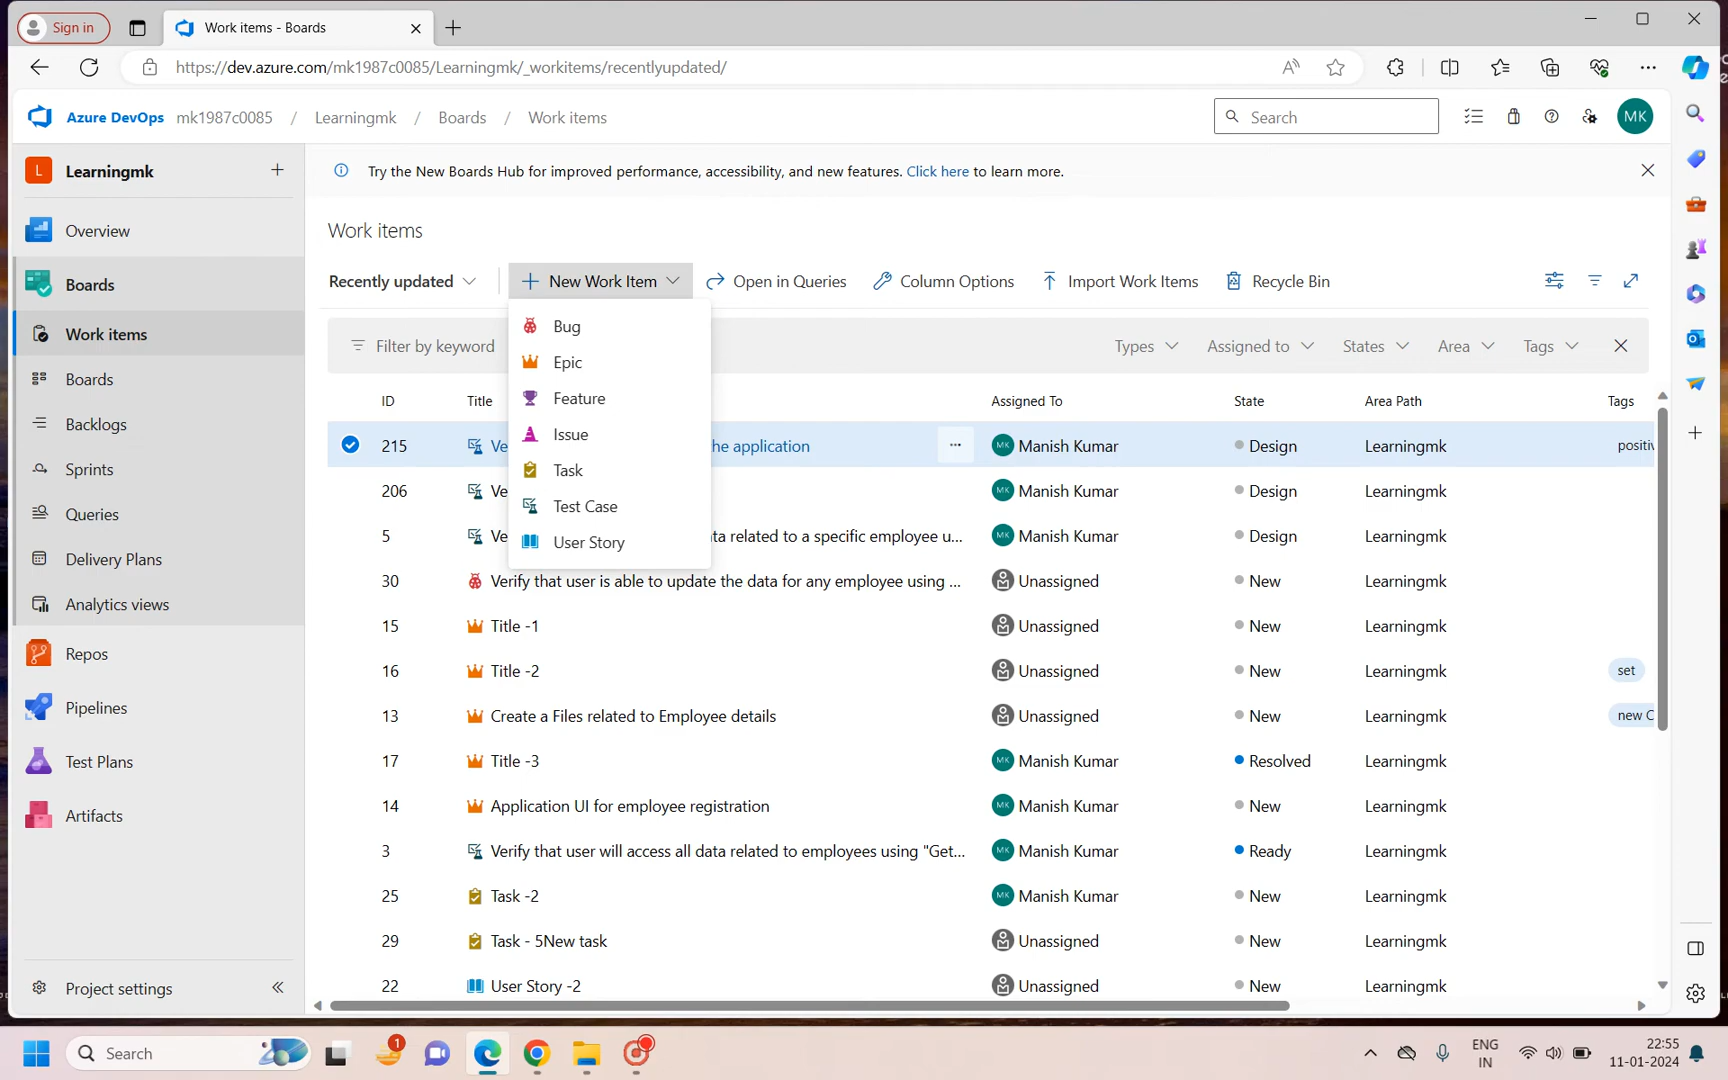 Sign in
Work items - Boards
https://dev.azure.com/mk1987c0085/Learningmk/_workitems/recentlyupdated/
Azure DevOps mk1987c0085 / Learningmk / Boards / Work items
Search
MK
L Learningmk
Try the New Boards Hub for improved performance, accessibility, and new features. Click here to learn more.
Overview
Boards
Work items
Boards
Backlogs
Sprints
Queries
Delivery Plans
Analytics views
Repos
Pipelines
Test Plans
Artifacts
Project settings
Work items
Recently updated
New Work Item
Open in Queries
Column Options
Import Work Items
Recycle Bin
Bug
Epic
Feature
Issue
Task
Test Case
User Story
Filter by keyword
Types
Assigned to
States
Area
Tags
ID Title Assigned To State Area Path Tags
215 Ve he application MK Manish Kumar Design Learningmk positiv
206 Ve MK Manish Kumar Design Learningmk
5 Ve ta related to a specific employee u... MK Manish Kumar Design Learningmk
30 Verify that user is able to update the data for any employee using ... Unassigned New Learningmk
15 Title -1 Unassigned New Learningmk
16 Title -2 Unassigned New Learningmk set
13 Create a Files related to Employee details Unassigned New Learningmk new C
17 Title -3 MK Manish Kumar Resolved Learningmk
14 Application UI for employee registration MK Manish Kumar New Learningmk
3 Verify that user will access all data related to employees using "Get... MK Manish Kumar Ready Learningmk
25 Task -2 MK Manish Kumar New Learningmk
29 Task - 5New task Unassigned New Learningmk
22 User Story -2 Unassigned New Learningmk
Search
1
ENG
IN
22:55
11-01-2024